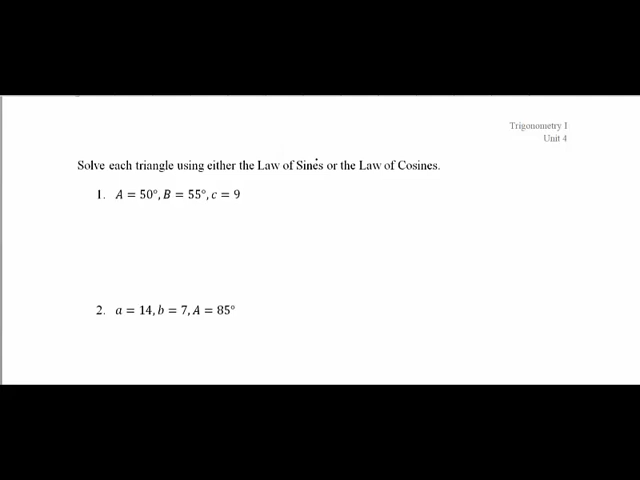 Trigonometry I
Unit 4
Solve each triangle using either the Law of Sines or the Law of Cosines.
1. A = 50°, B = 55°, c = 9
2. a = 14, b = 7, A = 85°